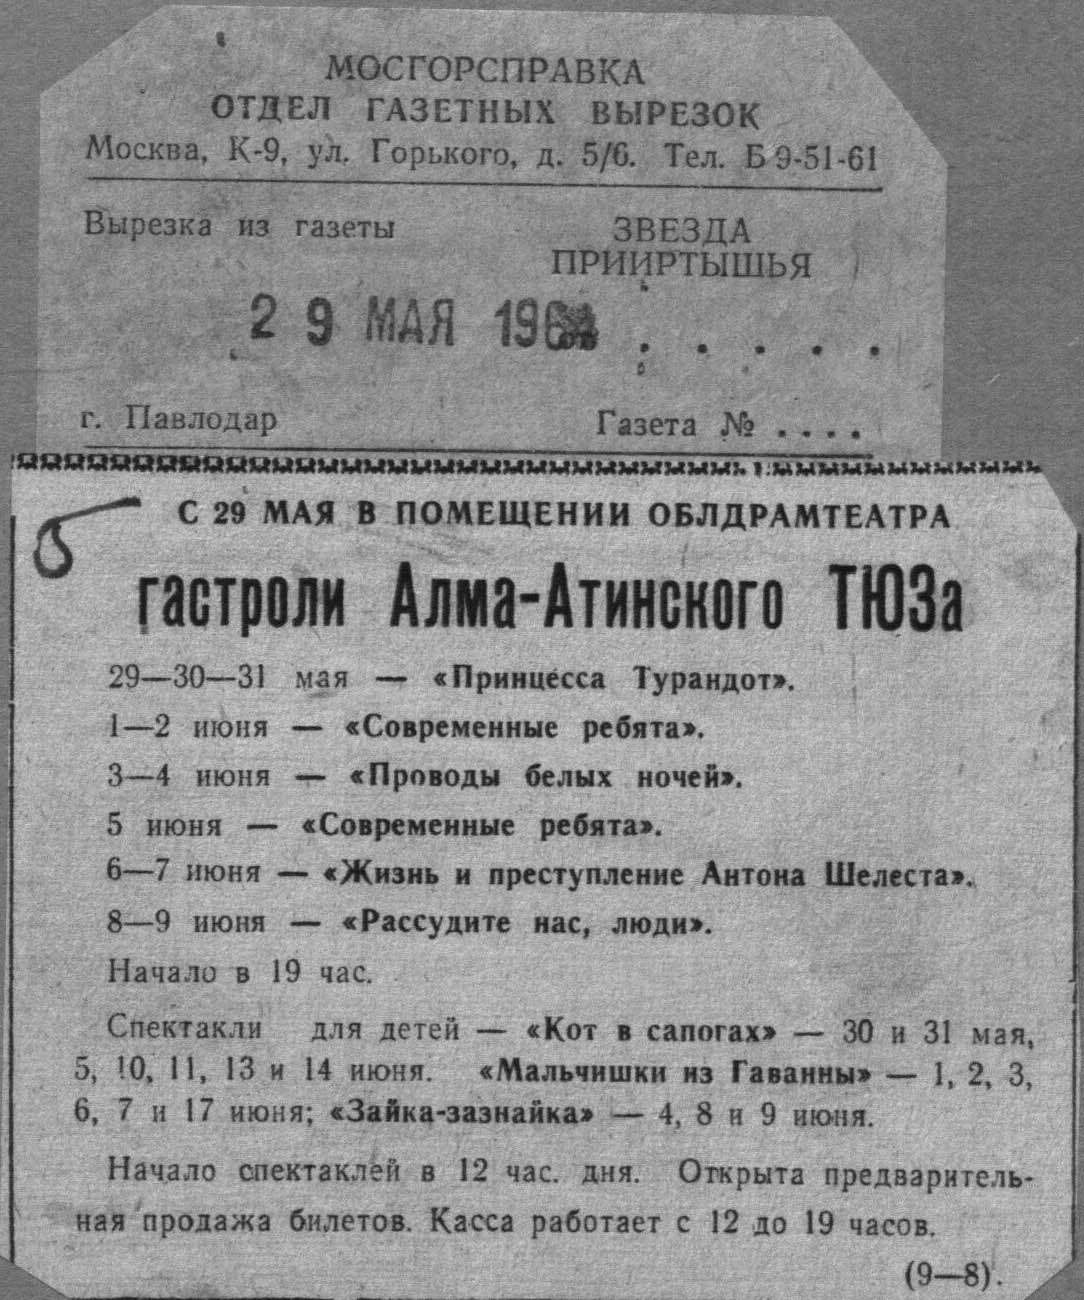 МОСГОРСПРАВКА
ОТДЕЛ ГАЗЕТНЫХ ВЫРЕЗОК
Москва, К-9, ул. Горького, д. 5/6. Тел. Б 9-51-61
Вырезка из газеты
ЗВЕЗДА
ПРИИРТЫШЬЯ
29 МАЯ . . . . .
г. Павлодар Газета № . . . .
С 29 МАЯ В ПОМЕЩЕНИИ ОБЛДРАМТЕАТРА
гастроли Алма-Атинского ТЮЗа
29—30—31 мая — «Принцесса Турандот».
1—2 июня — «Современные ребята».
3—4 июня — «Проводы белых ночей».
5 июня — «Современные ребята».
6—7 июня — «Жизнь и преступление Антона Шелеста».
8—9 июня — «Рассудите нас, люди».
Начало в 19 час.
Спектакли для детей — «Кот в сапогах» — 30 и 31 мая,
5, 10, 11, 13 и 14 июня. «Мальчишки из Гаванны» — 1, 2, 3,
6, 7 и 17 июня; «Зайка-зазнайка» — 4, 8 и 9 июня.
Начало спектаклей в 12 час. дня. Открыта предваритель-
ная продажа билетов. Касса работает с 12 до 19 часов.
(9—8).